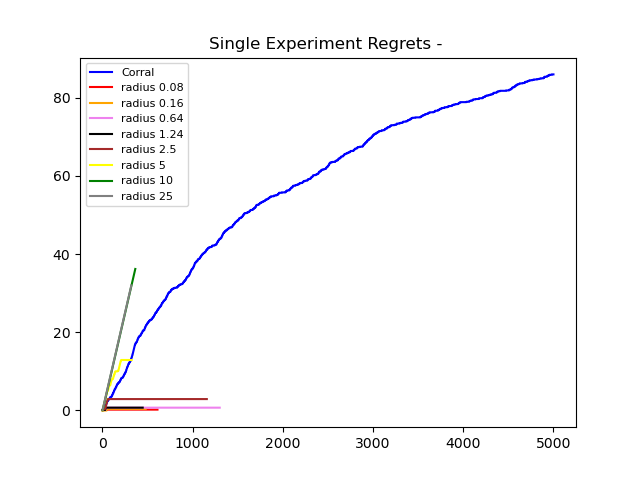 Single Experiment Regrets -
Corral
radius 0.08
radius 0.16
radius 0.64
radius 1.24
radius 2.5
radius 5
radius 10
radius 25
80
60
40
20
0
0 1000 2000 3000 4000 5000